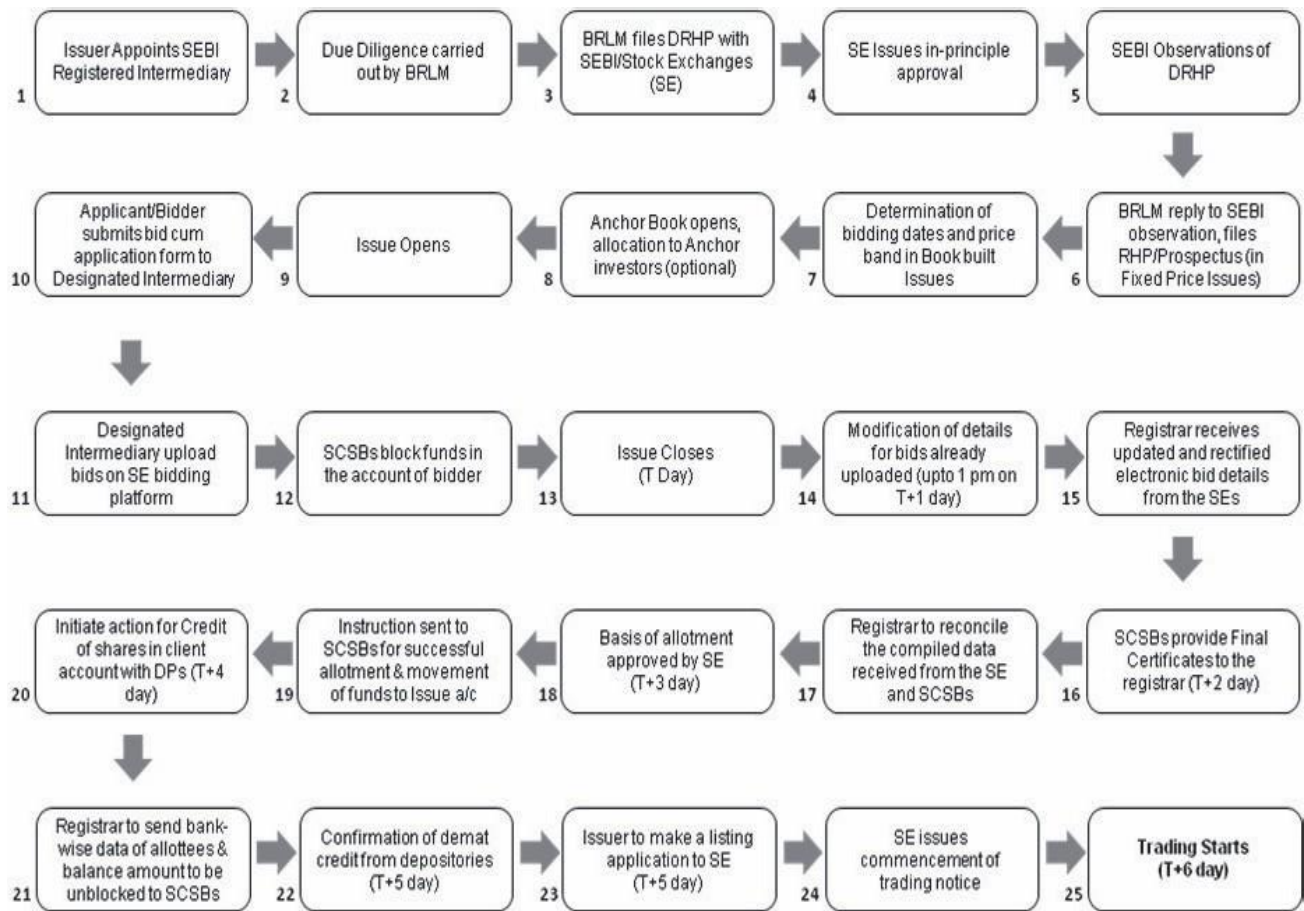 Issuer Appoints SEBI
Registered Intermediary
1
Due Diligence carried
out by BRLM
2
BRLM files DRHP with
SEBI/Stock Exchanges
(SE)
3
SE Issues in-principle
approval
4
SEBI Observations of
DRHP
5
BRLM reply to SEBI
observation, files
RHP/Prospectus (in
Fixed Price Issues)
6
Determination of
bidding dates and price
band in Book built
Issues
7
Anchor Book opens,
allocation to Anchor
investors (optional)
8
Issue Opens
9
Applicant/Bidder
submits bid cum
application form to
Designated Intermediary
10
Designated
Intermediary upload
bids on SE bidding
platform
11
SCSBs block funds in
the account of bidder
12
Issue Closes
(T Day)
13
Modification of details
for bids already
uploaded (upto 1 pm on
T+1 day)
14
Registrar receives
updated and rectified
electronic bid details
from the SEs
15
SCSBs provide Final
Certificates to the
registrar (T+2 day)
16
Registrar to reconcile
the compiled data
received from the SE
and SCSBs
17
Basis of allotment
approved by SE
(T+3 day)
18
Instruction sent to
SCSBs for successful
allotment & movement
of funds to Issue a/c
19
Initiate action for Credit
of shares in client
account with DPs (T+4
day)
20
Registrar to send bank-
wise data of allottees &
balance amount to be
unblocked to SCSBs
21
Confirmation of demat
credit from depositories
(T+5 day)
22
Issuer to make a listing
application to SE
(T+5 day)
23
SE issues
commencement of
trading notice
24
Trading Starts
(T+6 day)
25